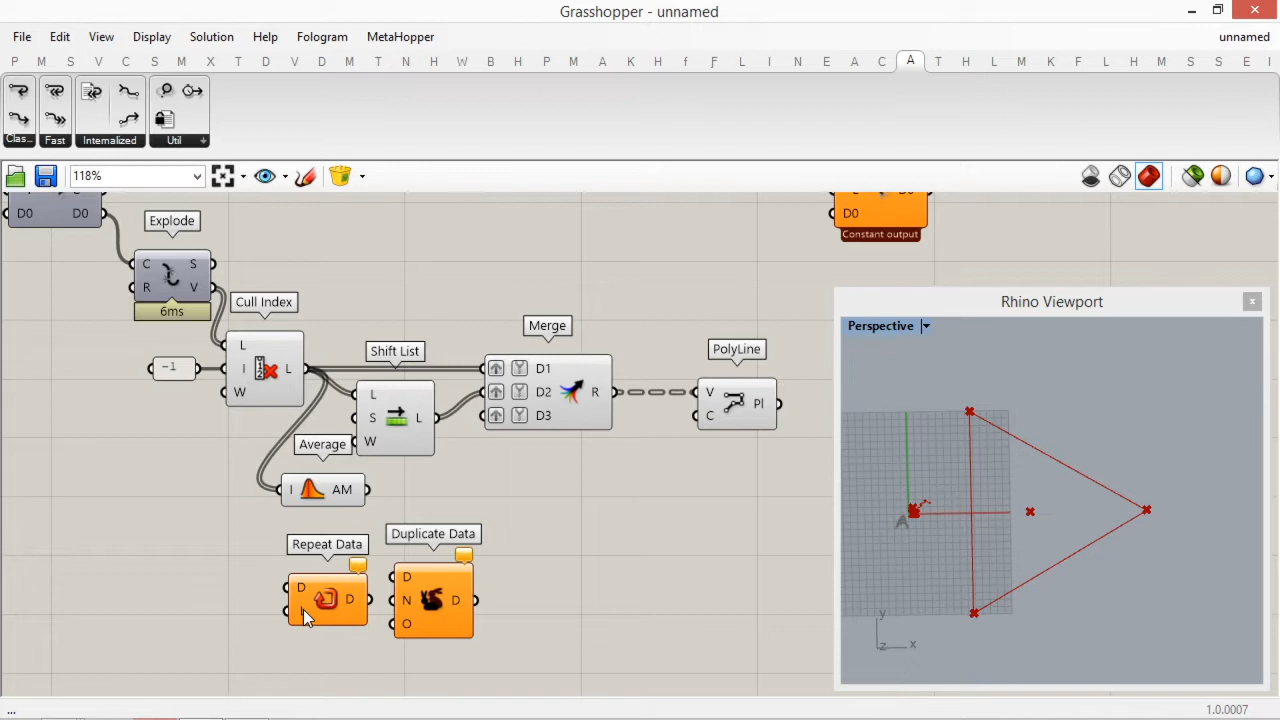 Grasshopper - unnamed
File Edit View Display Solution Help Fologram MetaHopper unnamed
P M S V C S M T D V D M T H V B H P M A K F f L I N E A C A T H L M S S E I
Clas... Fast Internalized Util
118%
D0 D0
D0
Constant output
Explode
C S
R V
6ms
Cull Index
L
I L
W
-1
Shift List
L
S L
W
Merge
D1
D2 R
D3
PolyLine
V Pl
C
Average
I AM
Repeat Data
D D
Duplicate Data
D
N D
O
Rhino Viewport
x
Perspective
A
y
z x
...
1.0.0007